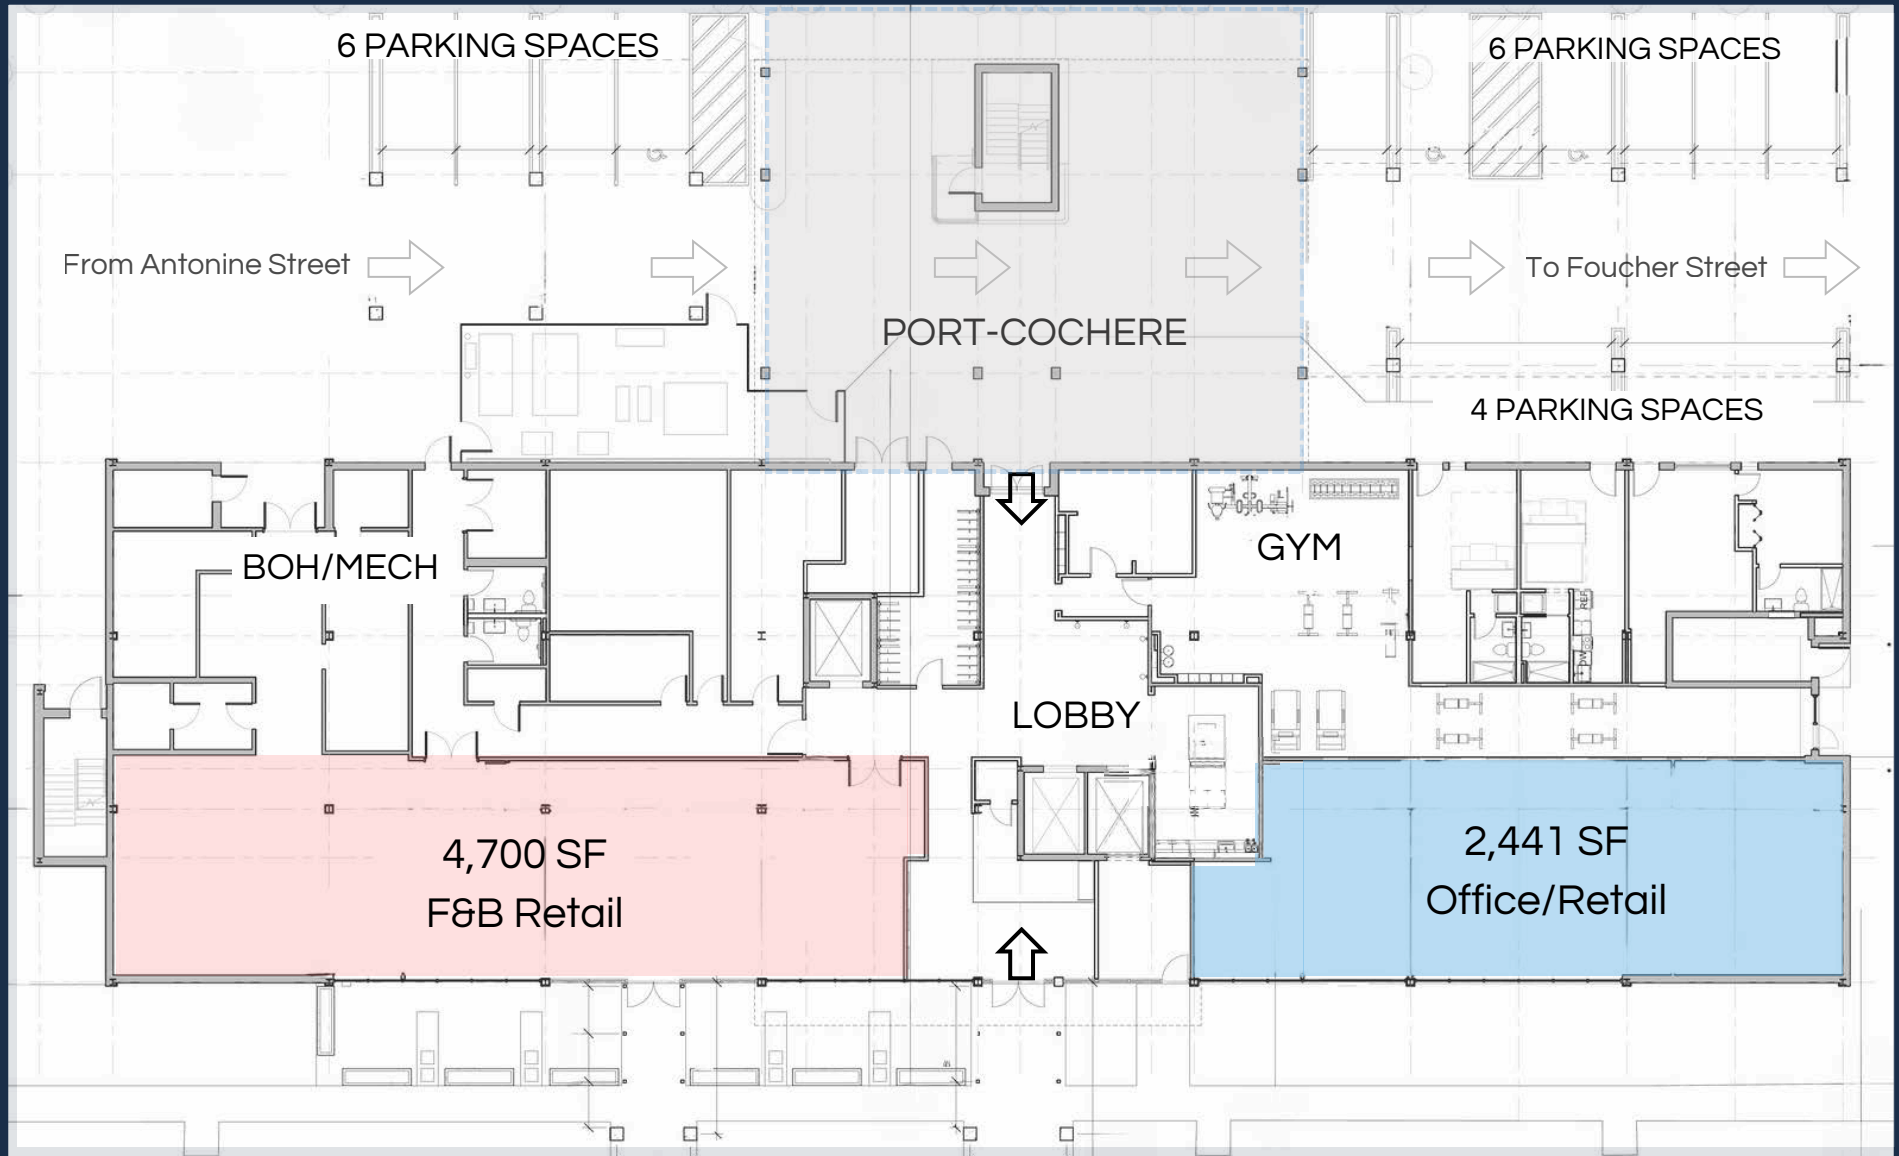 6 PARKING SPACES
6 PARKING SPACES
From Antonine Street
To Foucher Street
PORT-COCHERE
4 PARKING SPACES
BOH/MECH
GYM
LOBBY
4,700 SF
F&B Retail
2,441 SF
Office/Retail